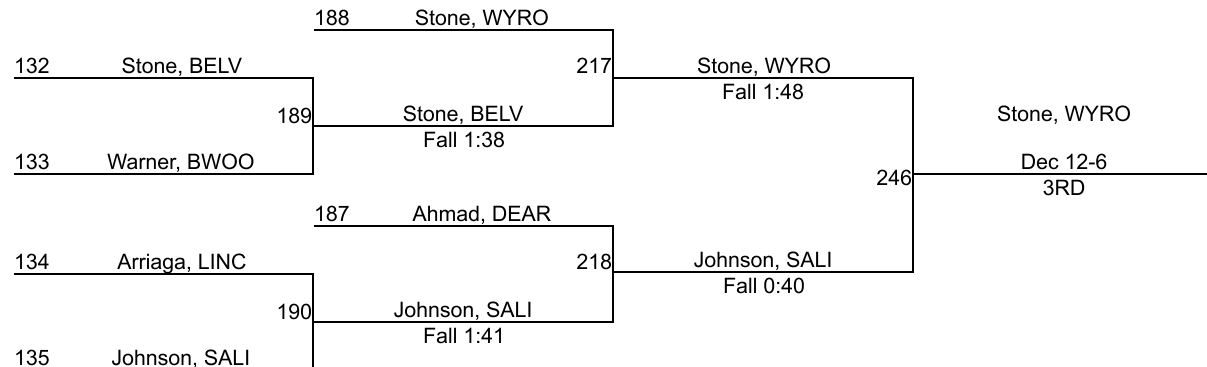 188 Stone, WYRO
132 Stone, BELV
217 Stone, WYRO
Fall 1:48
189 Stone, BELV
Fall 1:38
Stone, WYRO
133 Warner, BWOO
Dec 12-6
246
3RD
187 Ahmad, DEAR
134 Arriaga, LINC
218 Johnson, SALI
Fall 0:40
190 Johnson, SALI
Fall 1:41
135 Johnson, SALI